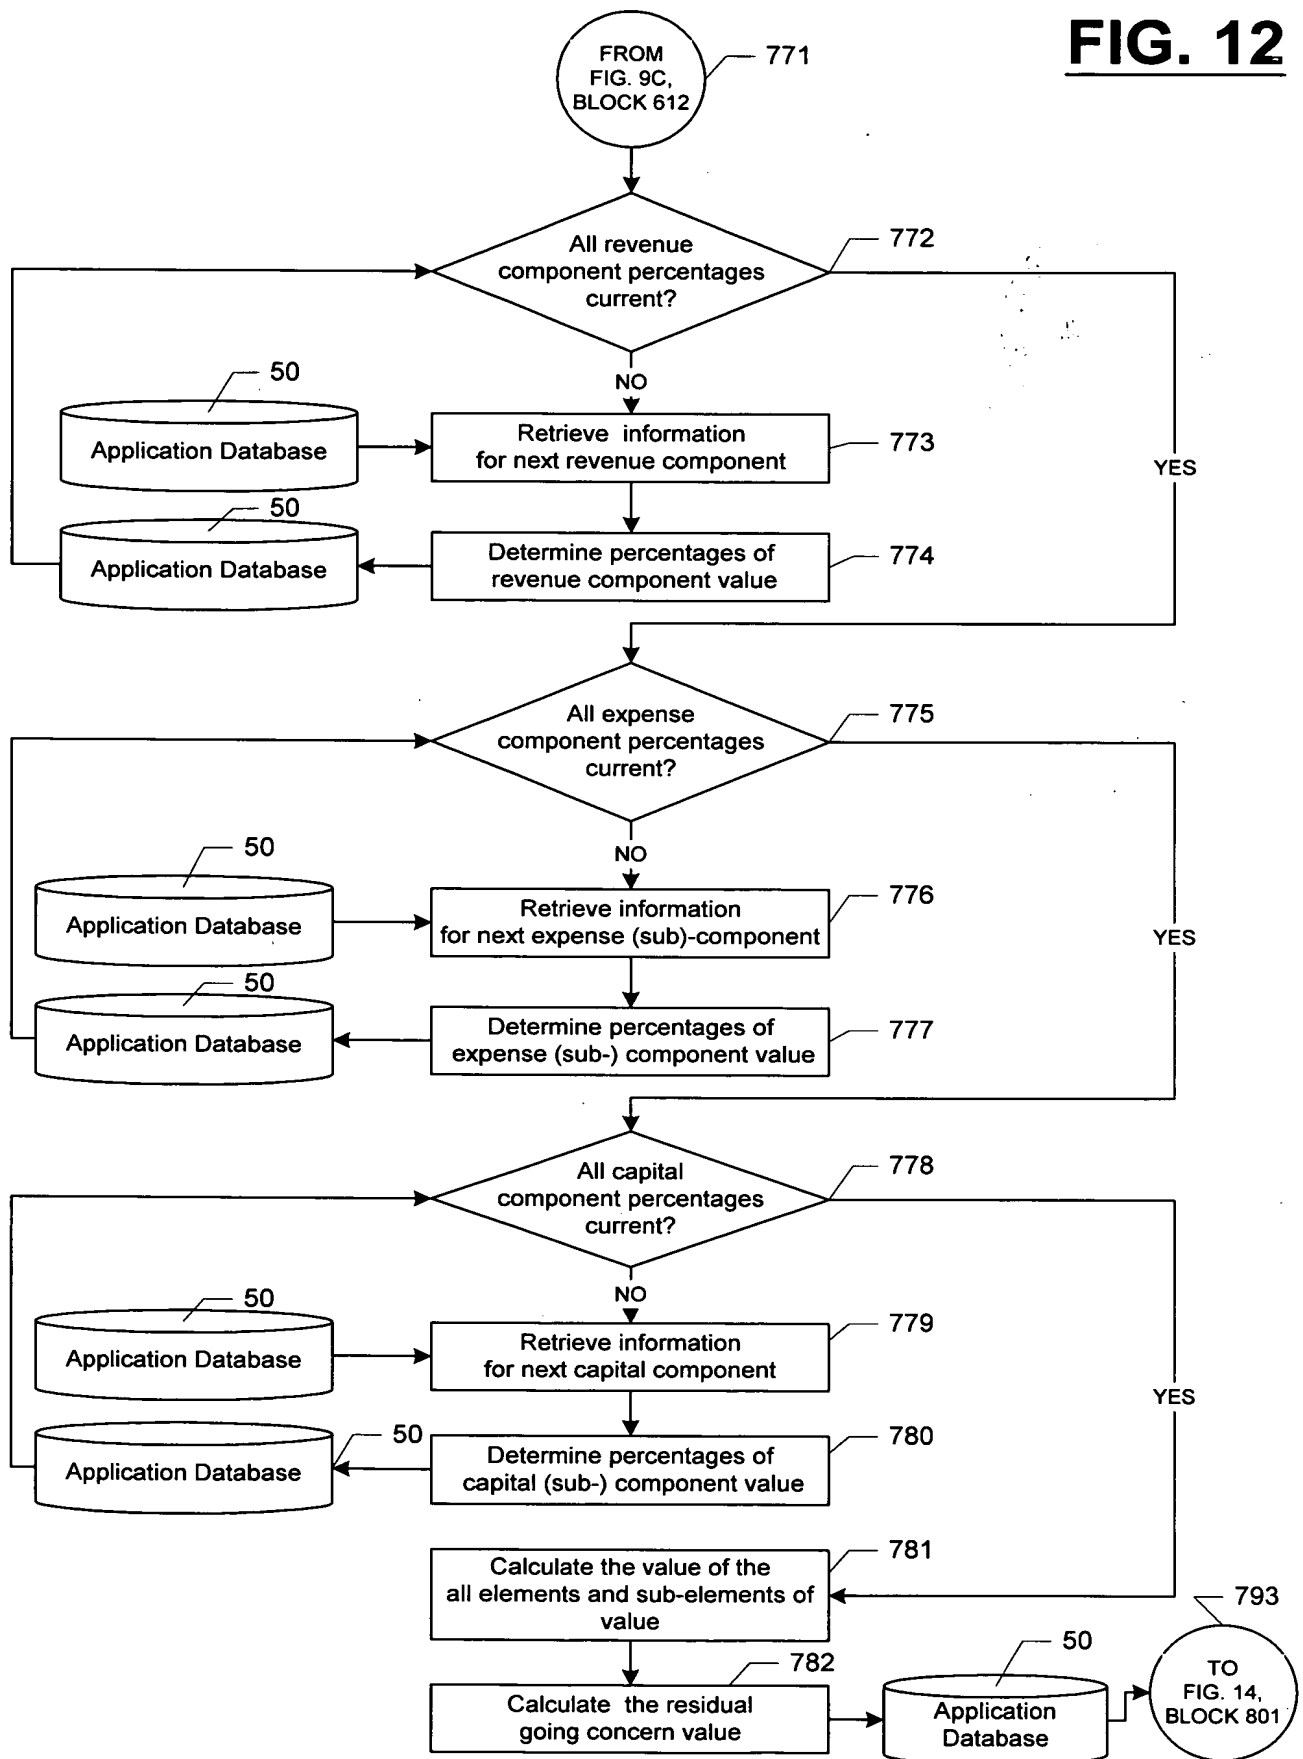 FIG. 12
FROM
FIG. 9C,
BLOCK 612
771
All revenue
component percentages
current?
772
NO
YES
50
Application Database
Retrieve information
for next revenue component
773
50
Application Database
Determine percentages of
revenue component value
774
All expense
component percentages
current?
775
NO
YES
50
Application Database
Retrieve information
for next expense (sub)-component
776
50
Application Database
Determine percentages of
expense (sub-) component value
777
All capital
component percentages
current?
778
NO
YES
50
Application Database
Retrieve information
for next capital component
779
50
Application Database
Determine percentages of
capital (sub-) component value
780
Calculate the value of the
all elements and sub-elements of
value
781
Calculate the residual
going concern value
782
50
Application
Database
793
TO
FIG. 14,
BLOCK 801